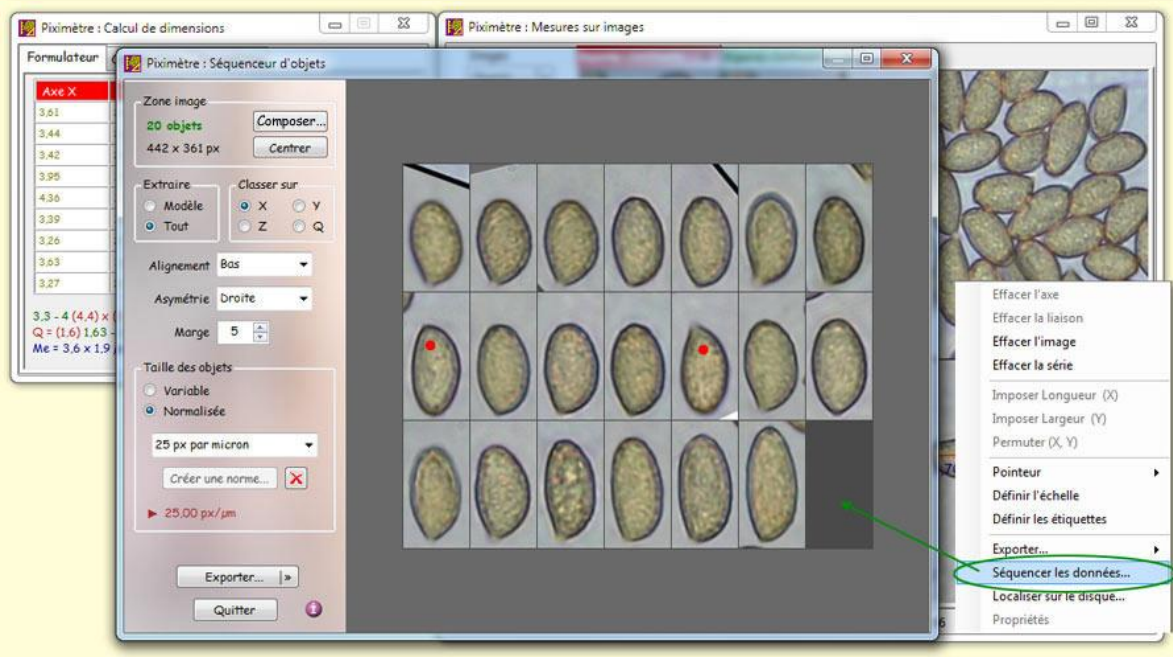 Piximètre : Calcul de dimensions
Formulateur
Axe X
3,61
3,44
3,42
3,95
4,36
3,39
3,26
3,63
3,27
3,3 - 4 (4,4) x (
Q = (1,6) 1,63 -
Me = 3,6 x 1,9
Piximètre : Mesures sur images
Piximètre : Séquenceur d'objets
Zone image
20 objets
Composer...
442 x 361 px
Centrer
Extraire
Classer sur
Modèle
X
Y
Tout
Z
Q
Alignement
Bas
Asymétrie
Droite
Marge
5
Taille des objets
Variable
Normalisée
25 px par micron
Créer une norme...
25,00 px/µm
Exporter... |»
Quitter
Effacer l'axe
Effacer la liaison
Effacer l'image
Effacer la série
Imposer Longueur (X)
Imposer Largeur (Y)
Permuter (X, Y)
Pointeur
Définir l'échelle
Définir les étiquettes
Exporter...
Séquencer les données...
Localiser sur le disque...
Propriétés